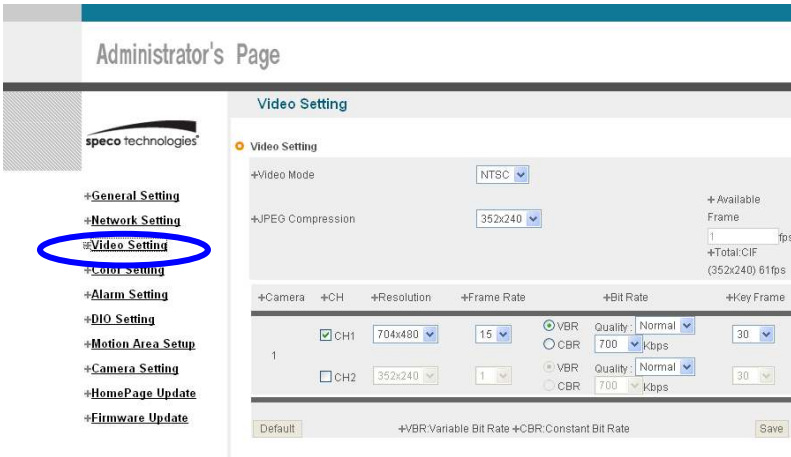 Administrator's Page
speco technologies
+General Setting
+Network Setting
+Video Setting
+Color Setting
+Alarm Setting
+DIO Setting
+Motion Area Setup
+Camera Setting
+HomePage Update
+Firmware Update
Video Setting
Video Setting
+Video Mode NTSC
+JPEG Compression 352x240
+ Available
Frame
1 fps
+Total:CIF
(352x240) 61fps
+Camera +CH +Resolution +Frame Rate +Bit Rate +Key Frame
1
CH1 704x480 15 VBR Quality: Normal 30
CBR 700 Kbps
CH2 352x240 1 VBR Quality: Normal 30
CBR 700 Kbps
Default +VBR:Variable Bit Rate +CBR:Constant Bit Rate Save